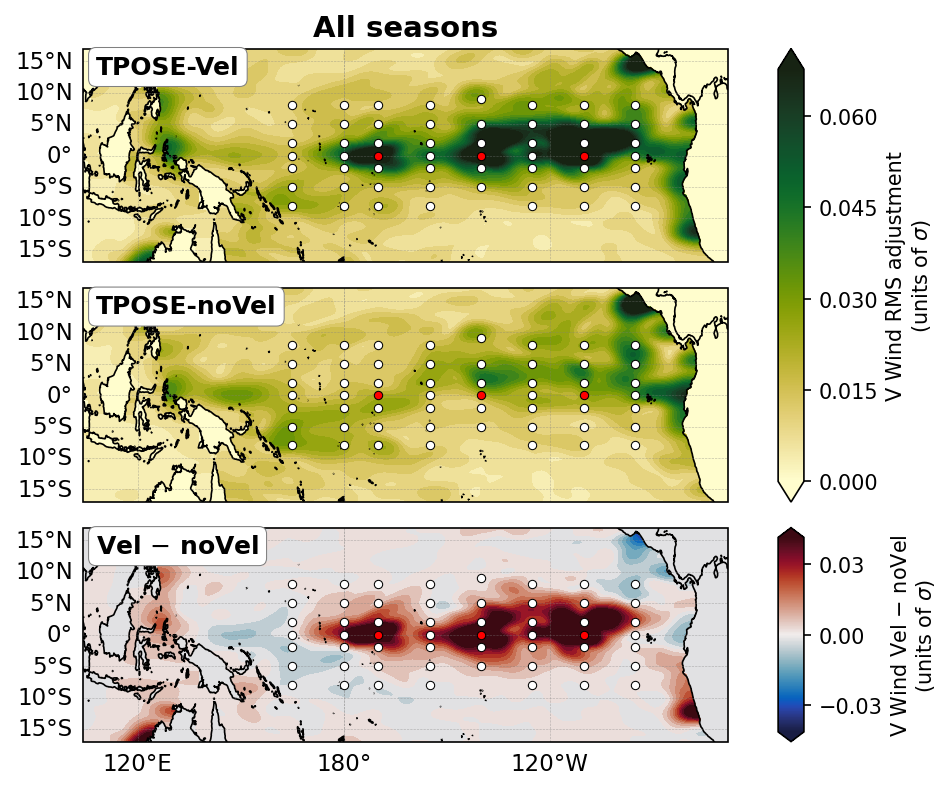 All seasons
TPOSE-Vel
15°N
10°N
5°N
0°
5°S
10°S
15°S
TPOSE-noVel
15°N
10°N
5°N
0°
5°S
10°S
15°S
0.060
0.045
0.030
0.015
0.000
V Wind RMS adjustment
(units of σ)
Vel − noVel
15°N
10°N
5°N
0°
5°S
10°S
15°S
120°E
180°
120°W
0.03
0.00
−0.03
V Wind Vel − noVel
(units of σ)